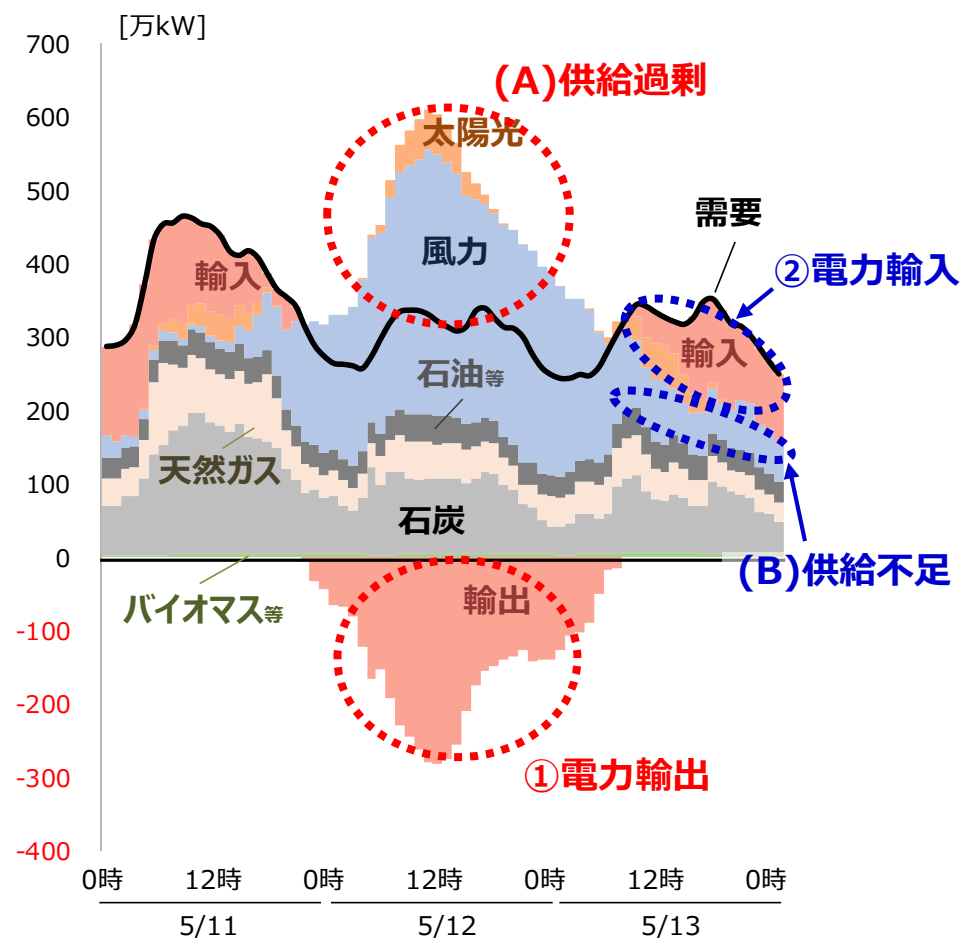 [万kW]
700
600
500
400
300
200
100
0
-100
-200
-300
-400
(A)供給過剰
太陽光
風力
需要
②電力輸入
輸入
輸入
石油等
天然ガス
石炭
(B)供給不足
バイオマス等
輸出
①電力輸出
0時 12時 0時 12時 0時 12時 0時
5/11 5/12 5/13